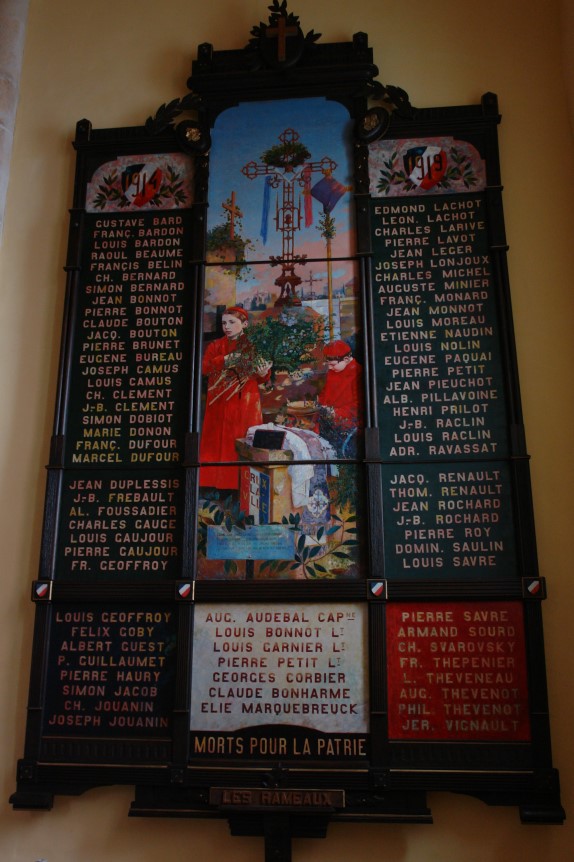 1914
GUSTAVE BARD
FRANÇ. BARDON
LOUIS BARDON
RAOUL BEAUME
FRANÇIS BELIN
CH. BERNARD
SIMON BERNARD
JEAN BONNOT
PIERRE BONNOT
CLAUDE BOUTON
JACQ. BOUTON
PIERRE BRUNET
EUGENE BUREAU
JOSEPH CAMUS
LOUIS CAMUS
CH. CLEMENT
J-B. CLEMENT
SIMON DOBIOT
MARIE DONON
FRANÇ. DUFOUR
MARCEL DUFOUR
JEAN DUPLESSIS
J-B. FREBAULT
AL. FOUSSADIER
CHARLES GAUGE
LOUIS GAUJOUR
PIERRE GAUJOUR
FR. GEOFFROY
LOUIS GEOFFROY
FELIX GOBY
ALBERT GUEST
P. GUILLAUMET
PIERRE HAURY
SIMON JACOB
CH. JOUANIN
JOSEPH JOUANIN
AUG. AUDEBAL CAPNE
LOUIS BONNOT LT
LOUIS GARNIER LT
PIERRE PETIT LT
GEORGES CORBIER
CLAUDE BONHARME
ELIE MARQUEBREUCK
MORTS POUR LA PATRIE
LES RAMEAUX
1919
EDMOND LACHOT
LEON. LACHOT
CHARLES LARIVE
PIERRE LAVOT
JEAN LEGER
JOSEPH LONJOUX
CHARLES MICHEL
AUGUSTE MINIER
FRANÇ. MONARD
JEAN MONNOT
LOUIS MOREAU
ETIENNE NAUDIN
LOUIS NOLIN
EUGENE PAQUAI
PIERRE PETIT
JEAN PIEUCHOT
ALB. PILLAVOINE
HENRI PRILOT
J-B. RACLIN
LOUIS RACLIN
ADR. RAVASSAT
JACQ. RENAULT
THOM. RENAULT
JEAN ROCHARD
J-B. ROCHARD
PIERRE ROY
DOMIN. SAULIN
LOUIS SAVRE
PIERRE SAVRE
ARMAND SOURD
CH. SVAROVSKY
FR. THEPENIER
L. THEVENEAU
AUG. THEVENOT
PHIL. THEVENOT
JER. VIGNAULT